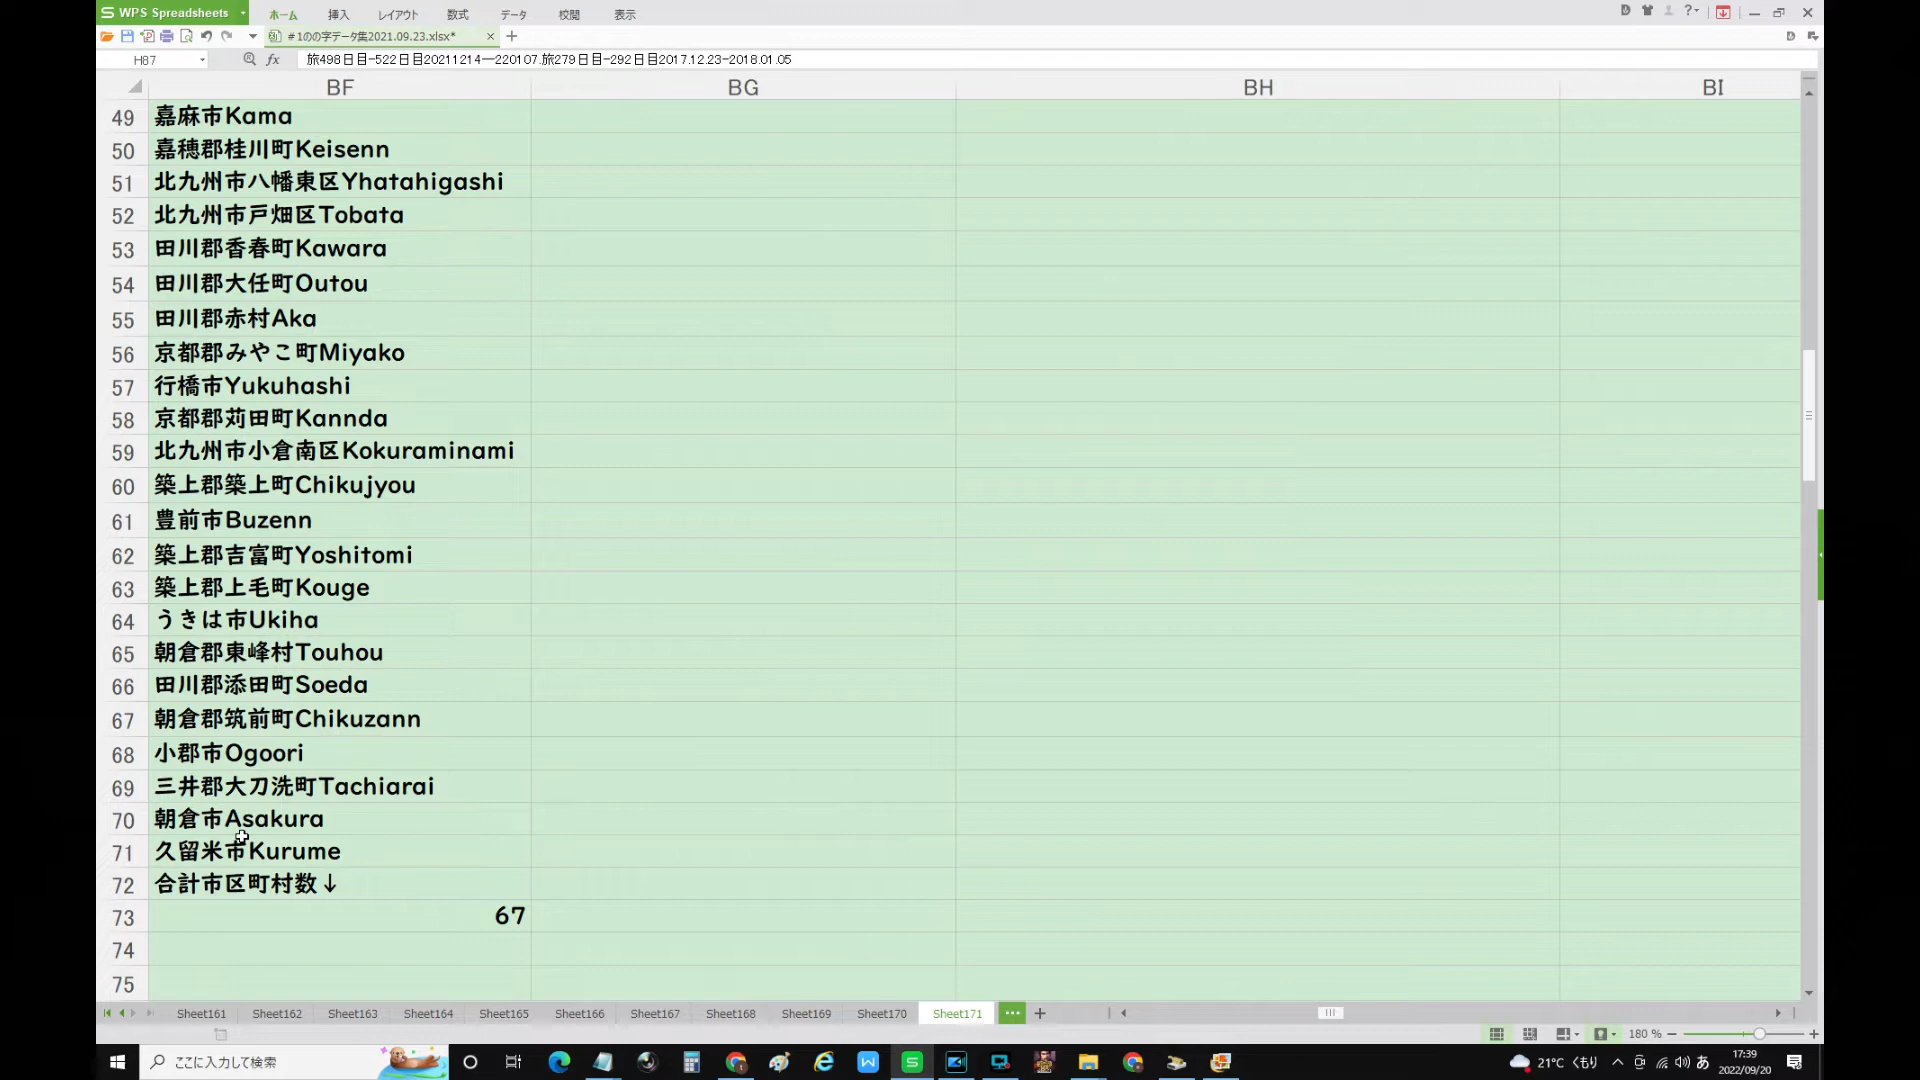 WPS Spreadsheets
ホーム 挿入 レイアウト 数式 データ 校閲 表示
#1のの字データ集2021.09.23.xlsx*
H87 fx 旅498日目-522日目20211214—220107.旅279日目-292日目2017.12.23-2018.01.05
BF BG BH BI
49 嘉麻市Kama
50 嘉穂郡桂川町Keisenn
51 北九州市八幡東区Yhatahigashi
52 北九州市戸畑区Tobata
53 田川郡香春町Kawara
54 田川郡大任町Outou
55 田川郡赤村Aka
56 京都郡みやこ町Miyako
57 行橋市Yukuhashi
58 京都郡苅田町Kannda
59 北九州市小倉南区Kokuraminami
60 築上郡築上町Chikujyou
61 豊前市Buzenn
62 築上郡吉富町Yoshitomi
63 築上郡上毛町Kouge
64 うきは市Ukiha
65 朝倉郡東峰村Touhou
66 田川郡添田町Soeda
67 朝倉郡筑前町Chikuzann
68 小郡市Ogoori
69 三井郡大刀洗町Tachiarai
70 朝倉市Asakura
71 久留米市Kurume
72 合計市区町村数↓
73 67
74
75
Sheet161 Sheet162 Sheet163 Sheet164 Sheet165 Sheet166 Sheet167 Sheet168 Sheet169 Sheet170 Sheet171
180 %
ここに入力して検索
21°C くもり あ 17:39
2022/09/20